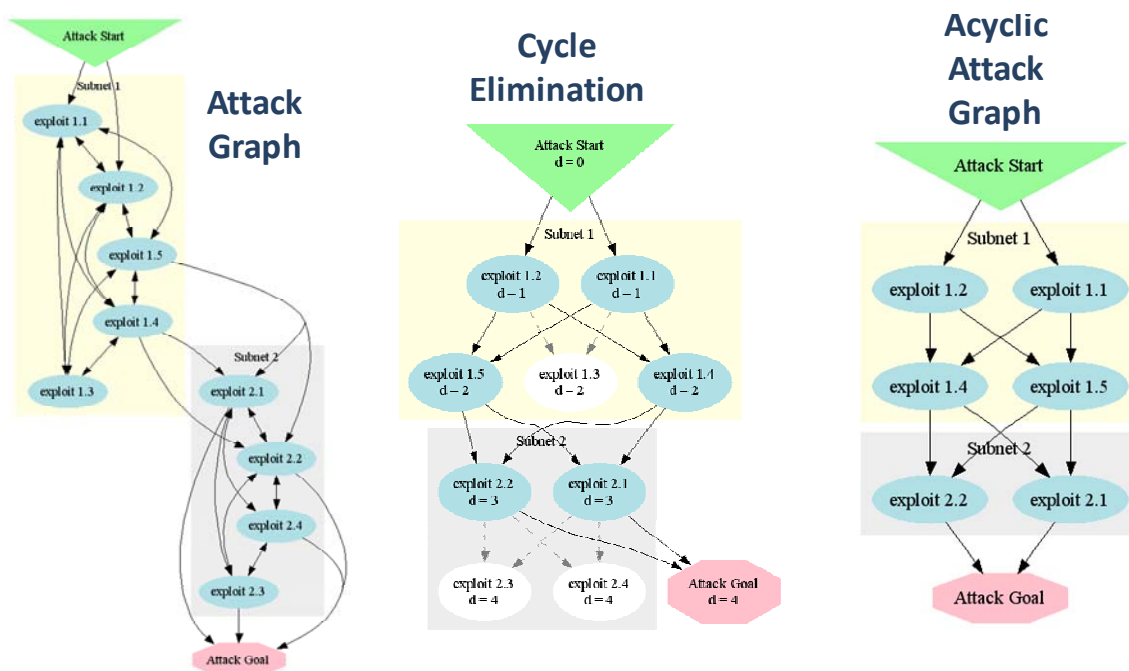 Attack
Graph
Attack Start
Subnet 1
exploit 1.1
exploit 1.2
exploit 1.5
exploit 1.4
exploit 1.3
Subnet 2
exploit 2.1
exploit 2.2
exploit 2.4
exploit 2.3
Attack Goal
Cycle
Elimination
Attack Start
d = 0
Subnet 1
exploit 1.2
d = 1
exploit 1.1
d = 1
exploit 1.5
d = 2
exploit 1.3
d = 2
exploit 1.4
d = 2
Subnet 2
exploit 2.2
d = 3
exploit 2.1
d = 3
exploit 2.3
d = 4
exploit 2.4
d = 4
Attack Goal
d = 4
Acyclic
Attack
Graph
Attack Start
Subnet 1
exploit 1.2
exploit 1.1
exploit 1.4
exploit 1.5
Subnet 2
exploit 2.2
exploit 2.1
Attack Goal